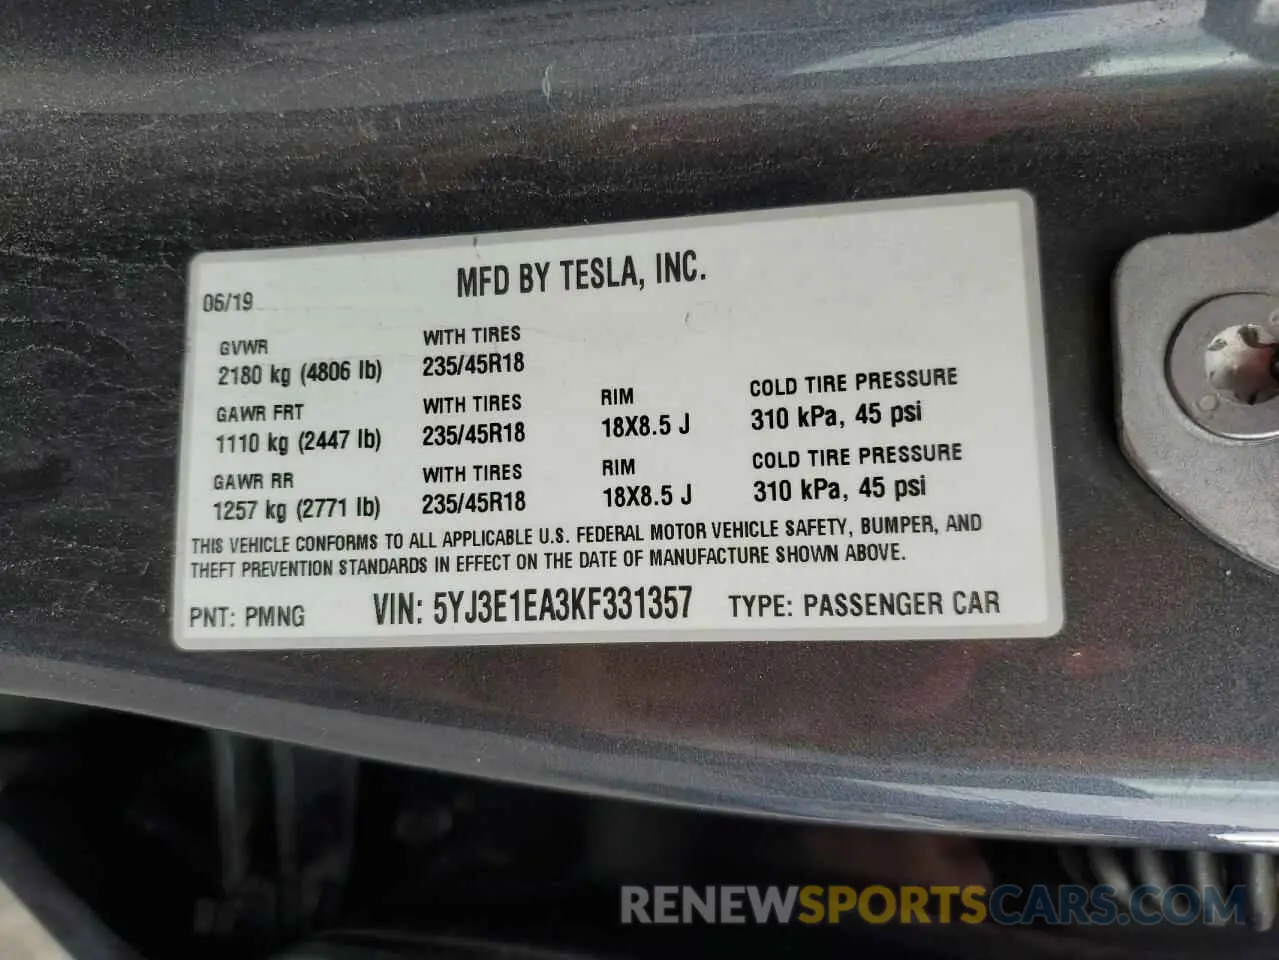 MFD BY TESLA, INC.
06/19
GVWR
2180 kg (4806 lb)
WITH TIRES
235/45R18
GAWR FRT
1110 kg (2447 lb)
WITH TIRES
235/45R18
RIM
18X8.5 J
COLD TIRE PRESSURE
310 kPa, 45 psi
GAWR RR
1257 kg (2771 lb)
WITH TIRES
235/45R18
RIM
18X8.5 J
COLD TIRE PRESSURE
310 kPa, 45 psi
THIS VEHICLE CONFORMS TO ALL APPLICABLE U.S. FEDERAL MOTOR VEHICLE SAFETY, BUMPER, AND
THEFT PREVENTION STANDARDS IN EFFECT ON THE DATE OF MANUFACTURE SHOWN ABOVE.
PNT: PMNG
VIN: 5YJ3E1EA3KF331357
TYPE: PASSENGER CAR
RENEWSPORTSCARS.COM